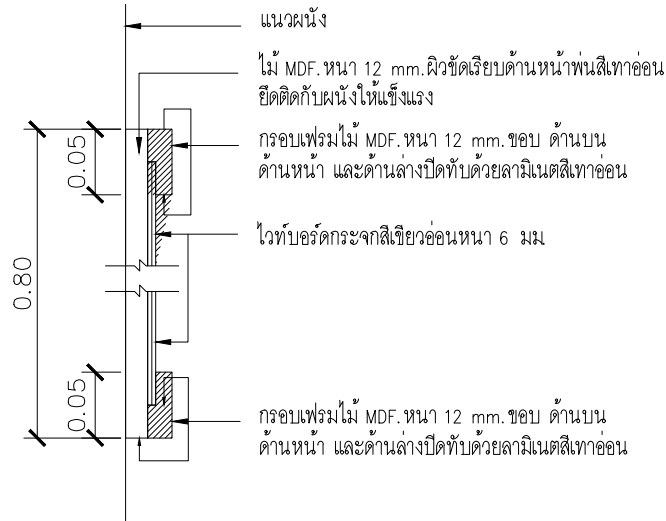 แนวผนัง
ไม้ MDF.หนา 12 mm.ผิวขัดเรียบด้านหน้าพ่นสีเทาอ่อน
ยึดติดกับผนังให้แข็งแรง
กรอบเฟรมไม้ MDF.หนา 12 mm.ขอบ ด้านบน
ด้านหน้า และด้านล่างปิดทับด้วยลามิเนตสีเทาอ่อน
0.05
ไวท์บอร์ดกระจกสีเขียวอ่อนหนา 6 มม.
0.80
0.05
กรอบเฟรมไม้ MDF.หนา 12 mm.ขอบ ด้านบน
ด้านหน้า และด้านล่างปิดทับด้วยลามิเนตสีเทาอ่อน